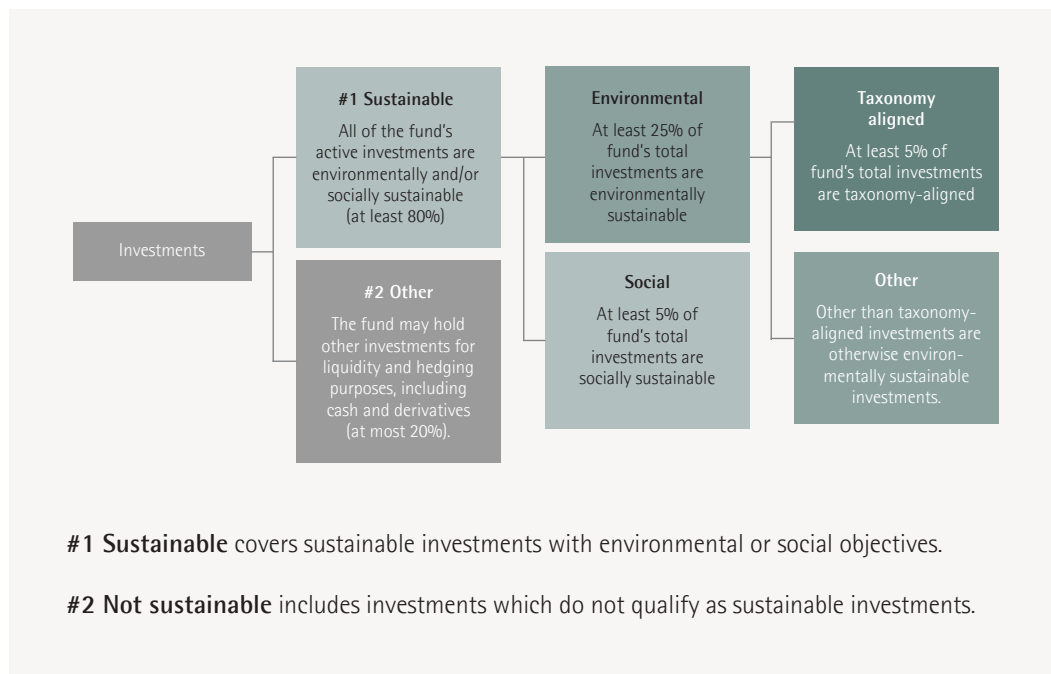 Investments
#1 Sustainable
All of the fund's
active investments are
environmentally and/or
socially sustainable
(at least 80%)
#2 Other
The fund may hold
other investments for
liquidity and hedging
purposes, including
cash and derivatives
(at most 20%).
Environmental
At least 25% of
fund's total
investments are
environmentally
sustainable
Social
At least 5% of
fund's total
investments are
socially sustainable
Taxonomy
aligned
At least 5% of
fund's total investments
are taxonomy-aligned
Other
Other than taxonomy-
aligned investments are
otherwise environ-
mentally sustainable
investments.
#1 Sustainable covers sustainable investments with environmental or social objectives.
#2 Not sustainable includes investments which do not qualify as sustainable investments.